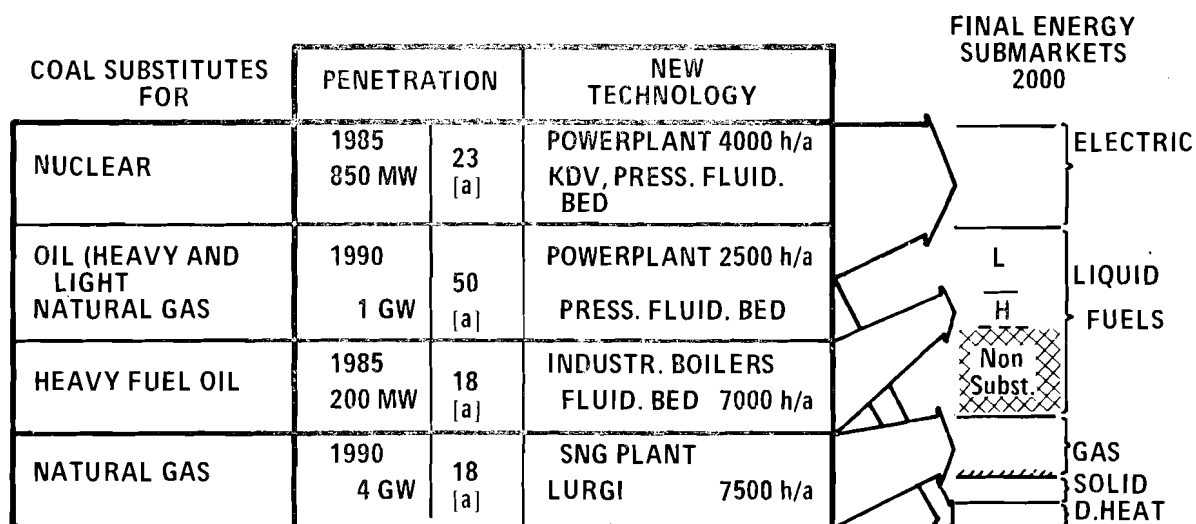 FINAL ENERGY
SUBMARKETS
2000
COAL SUBSTITUTES
FOR
PENETRATION
NEW
TECHNOLOGY
NUCLEAR
1985
850 MW
23
[a]
POWERPLANT 4000 h/a
KDV, PRESS. FLUID.
BED
ELECTRIC
OIL (HEAVY AND
LIGHT
NATURAL GAS
1990
1 GW
50
[a]
POWERPLANT 2500 h/a
PRESS. FLUID. BED
L
H
Non
Subst.
LIQUID
FUELS
HEAVY FUEL OIL
1985
200 MW
18
[a]
INDUSTR. BOILERS
FLUID. BED 7000 h/a
NATURAL GAS
1990
4 GW
18
[a]
SNG PLANT
LURGI 7500 h/a
GAS
SOLID
D.HEAT